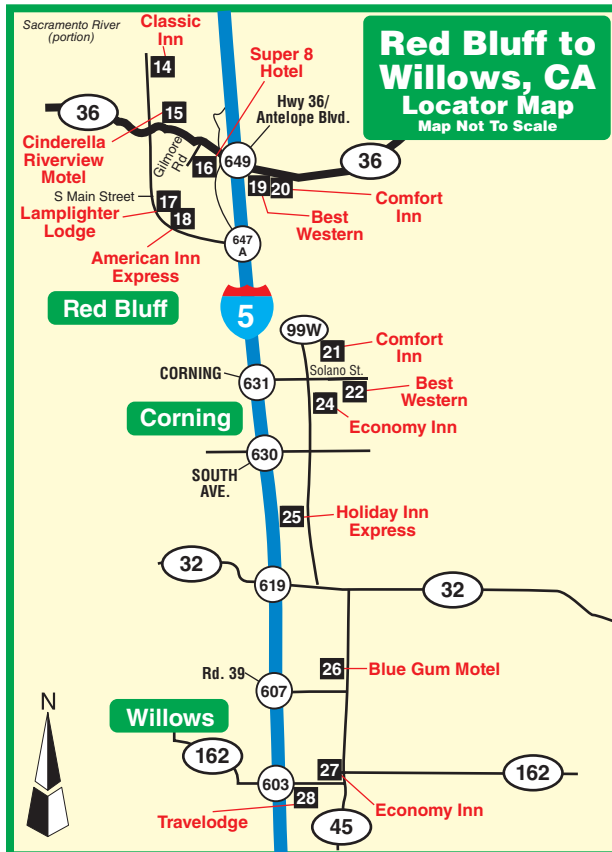 Sacramento River
(portion)
Classic
Inn
14
Super 8
Hotel
Red Bluff to
Willows, CA
Locator Map
Map Not To Scale
36
15
Hwy 36/
Antelope Blvd.
Cinderella
Riverview
Motel
Gilmore
Rd
16
649
36
19
20
Comfort
Inn
S Main Street
17
Lamplighter
Lodge
18
Best
Western
American Inn
Express
647
A
Red Bluff
5
99W
21
Comfort
Inn
CORNING
631
Solano St.
22
Best
Western
24
Economy Inn
Corning
630
SOUTH
AVE.
25
Holiday Inn
Express
32
619
32
26
Blue Gum Motel
Rd. 39
607
N
Willows
162
603
27
162
28
Travelodge
Economy Inn
45